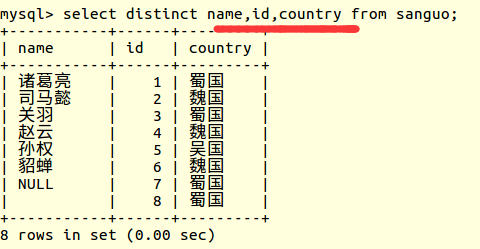 mysql> select distinct name,id,country from sanguo;
+-----------+------+---------+
| name      | id   | country |
+-----------+------+---------+
| 诸葛亮    |    1 | 蜀国    |
| 司马懿    |    2 | 魏国    |
| 关羽      |    3 | 蜀国    |
| 赵云      |    4 | 魏国    |
| 孙权      |    5 | 吴国    |
| 貂蝉      |    6 | 魏国    |
| NULL      |    7 | 蜀国    |
|           |    8 | 蜀国    |
+-----------+------+---------+
8 rows in set (0.00 sec)